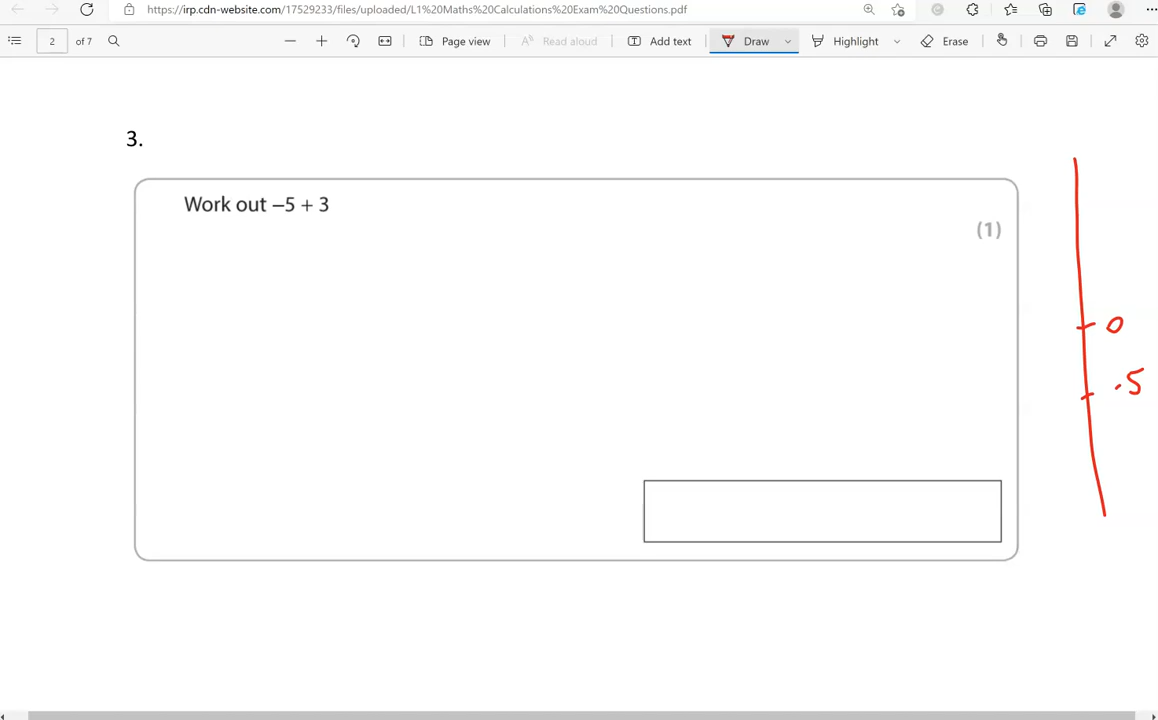 https://irp.cdn-website.com/17529233/files/uploaded/L1%20Maths%20Calculations%20Exam%20Questions.pdf
2 of 7 Page view Read aloud Add text Draw Highlight Erase
3.
Work out –5 + 3
(1)
0
-5